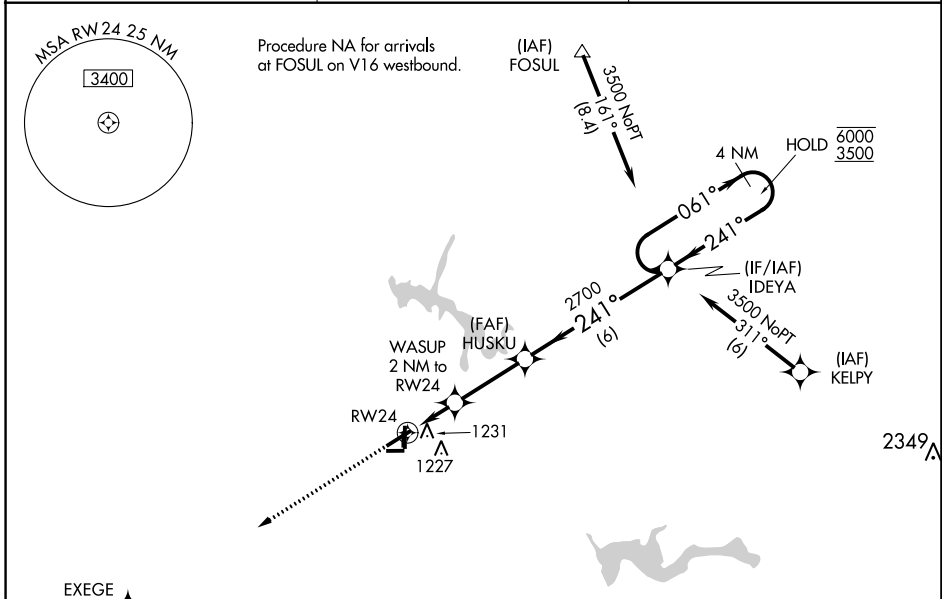 MSA RW24 25 NM
3400
Procedure NA for arrivals
at FOSUL on V16 westbound.
(IAF)
FOSUL
3500 NoPT
161°
(8.4)
4 NM
HOLD
6000
3500
061°
241°
(IF/IAF)
IDEYA
2700
241°
(6)
3500 NoPT
311°
(6)
(IAF)
KELPY
(FAF)
HUSKU
WASUP
2 NM to
RW24
RW24
1231
1227
2349
EXEGE